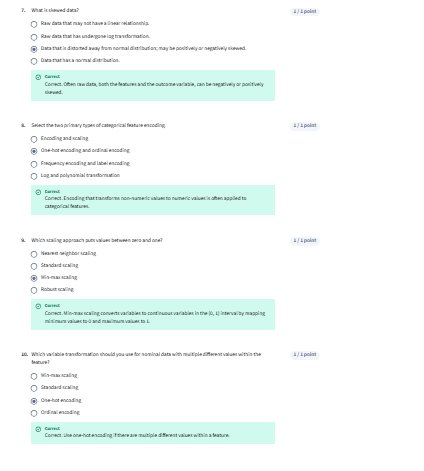 7. What is skewed data? 1 / 1 point
Raw data that may not have a linear relationship.
Raw data that has undergone log transformation.
Data that is distorted away from normal distribution; may be positively or negatively skewed.
Data that has a normal distribution.
Correct
Correct. Often raw data, both the features and the outcome variable, can be negatively or positively
skewed.
8. Select the two primary types of categorical feature encoding. 1 / 1 point
Encoding and scaling
One-hot encoding and ordinal encoding
Frequency encoding and label encoding
Log and polynomial transformation
Correct
Correct. Encoding that transforms non-numeric values to numeric values is often applied to
categorical features.
9. Which scaling approach puts values between zero and one? 1 / 1 point
Nearest neighbor scaling
Standard scaling
Min-max scaling
Robust scaling
Correct
Correct. Min-max scaling converts variables to continuous variables in the (0, 1) interval by mapping
minimum values to 0 and maximum values to 1.
10. Which variable transformation should you use for nominal data with multiple different values within the 1 / 1 point
feature?
Min-max scaling
Standard scaling
One-hot encoding
Ordinal encoding
Correct
Correct. Use one-hot encoding if there are multiple different values within a feature.